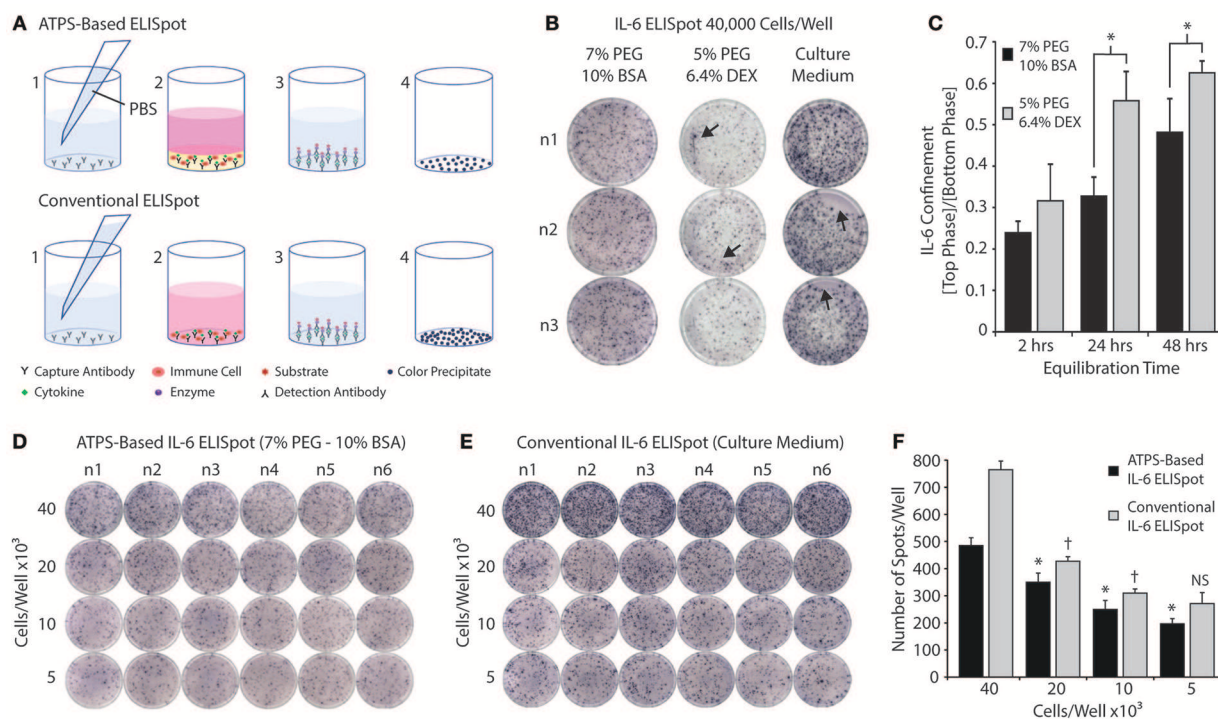 A
ATPS-Based ELISpot
1
2
3
4
PBS
Conventional ELISpot
1
2
3
4
Capture Antibody
Immune Cell
Substrate
Color Precipitate
Cytokine
Enzyme
Detection Antibody
B
IL-6 ELISpot 40,000 Cells/Well
7% PEG
10% BSA
5% PEG
6.4% DEX
Culture
Medium
n1
n2
n3
C
0.7
0.6
0.5
0.4
0.3
0.2
0.1
0
IL-6 Confinement
[Top Phase]/[Bottom Phase]
7% PEG
10% BSA
5% PEG
6.4% DEX
*
*
2 hrs
24 hrs
48 hrs
Equilibration Time
D
ATPS-Based IL-6 ELISpot (7% PEG - 10% BSA)
n1 n2 n3 n4 n5 n6
40
20
10
5
Cells/Well x10³
E
Conventional IL-6 ELISpot (Culture Medium)
n1 n2 n3 n4 n5 n6
40
20
10
5
Cells/Well x10³
F
800
700
600
500
400
300
200
100
0
Number of Spots/Well
ATPS-Based
IL-6 ELISpot
Conventional
IL-6 ELISpot
* † * † * NS
40 20 10 5
Cells/Well x10³